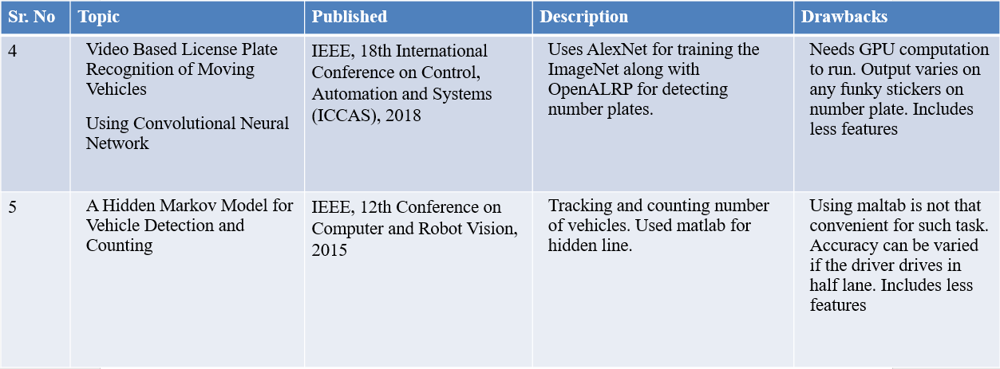 Sr. No
Topic
Published
Description
Drawbacks
4
Video Based License Plate
Recognition of Moving
Vehicles
Using Convolutional Neural
Network
IEEE, 18th International
Conference on Control,
Automation and Systems
(ICCAS), 2018
Uses AlexNet for training the
ImageNet along with
OpenALRP for detecting
number plates.
Needs GPU computation
to run. Output varies on
any funky stickers on
number plate. Includes
less features
5
A Hidden Markov Model for
Vehicle Detection and
Counting
IEEE, 12th Conference on
Computer and Robot Vision,
2015
Tracking and counting number
of vehicles. Used matlab for
hidden line.
Using maltab is not that
convenient for such task.
Accuracy can be varied
if the driver drives in
half lane. Includes less
features